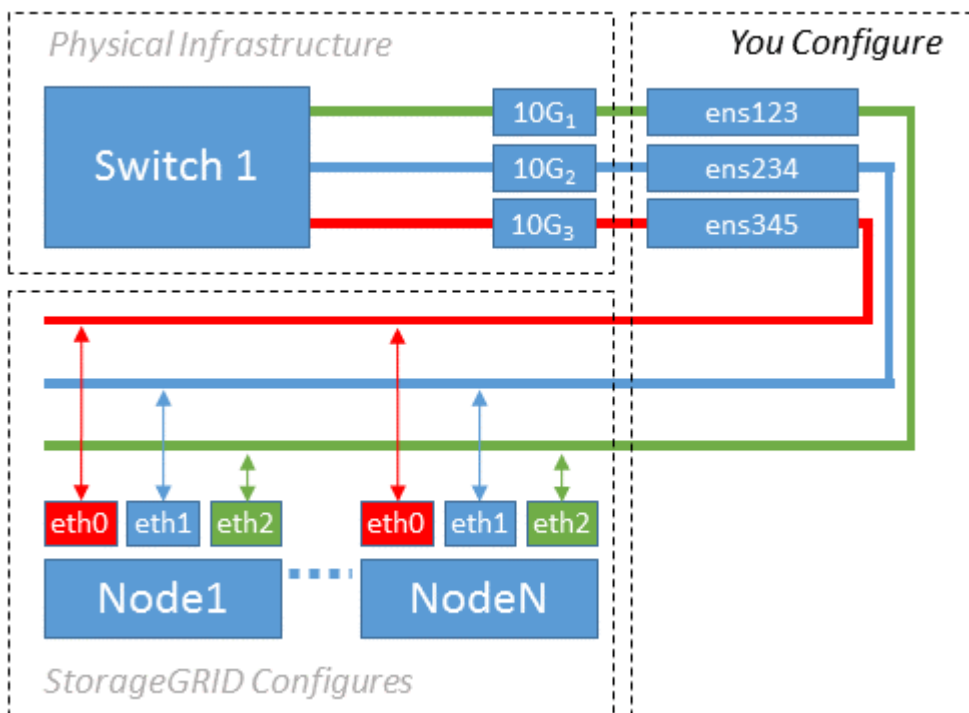 Physical Infrastructure
You Configure
Switch 1
10G₁
ens123
10G₂
ens234
10G₃
ens345
eth0
eth1
eth2
eth0
eth1
eth2
Node1
NodeN
StorageGRID Configures